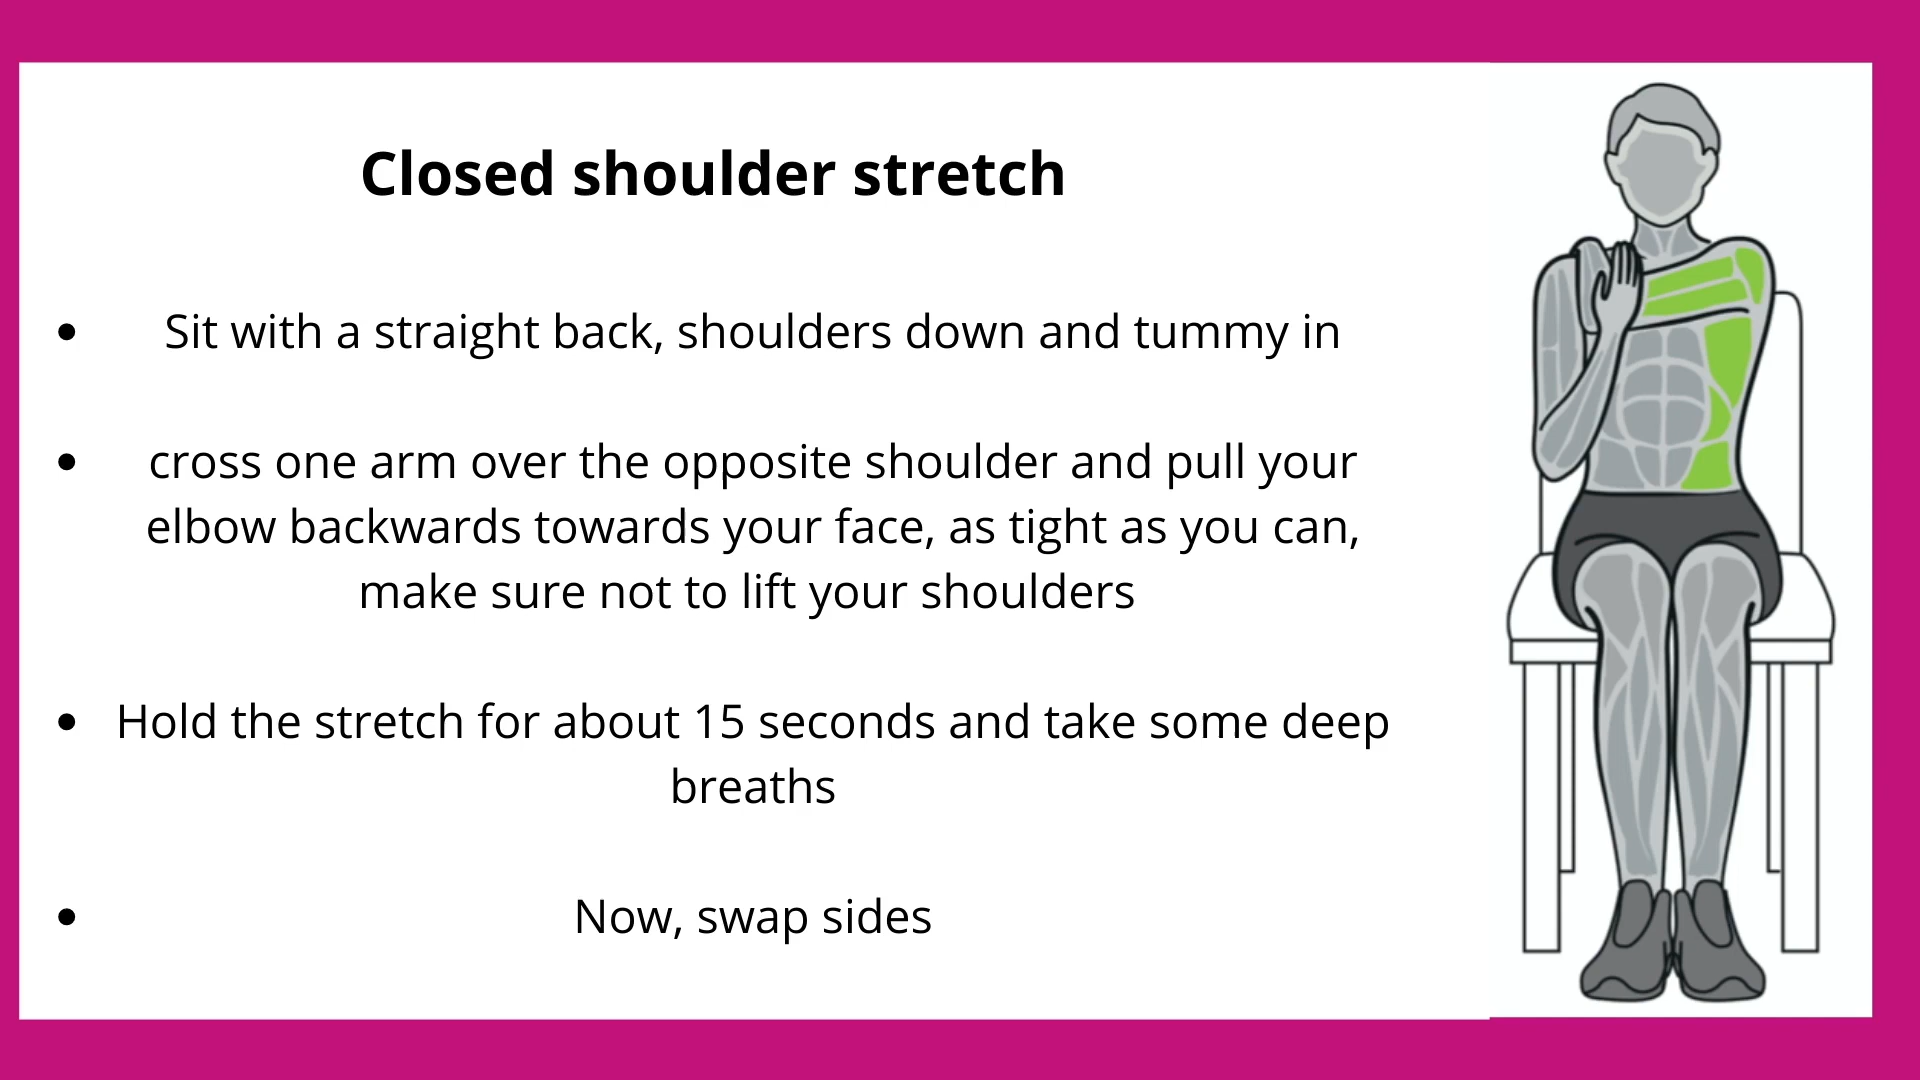 Closed shoulder stretch
• Sit with a straight back, shoulders down and tummy in
• cross one arm over the opposite shoulder and pull your
elbow backwards towards your face, as tight as you can,
make sure not to lift your shoulders
• Hold the stretch for about 15 seconds and take some deep
breaths
• Now, swap sides